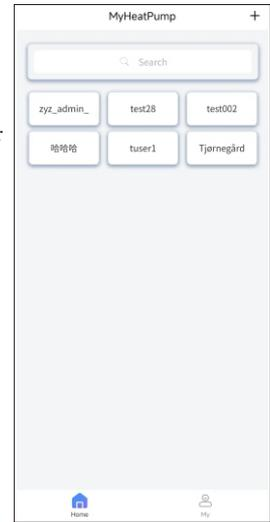 MyHeatPump +
Search
zyz_admin_ test28 test002
哈哈哈 tuser1 Tjørnegård
Home My